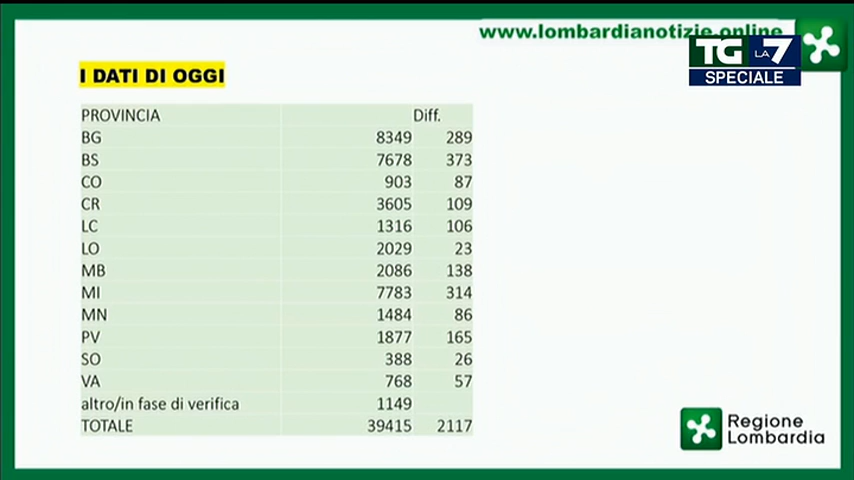 www.lombardianotizie.online
TG LA 7
SPECIALE
I DATI DI OGGI
PROVINCIA Diff.
BG 8349 289
BS 7678 373
CO 903 87
CR 3605 109
LC 1316 106
LO 2029 23
MB 2086 138
MI 7783 314
MN 1484 86
PV 1877 165
SO 388 26
VA 768 57
altro/in fase di verifica 1149
TOTALE 39415 2117
Regione
Lombardia